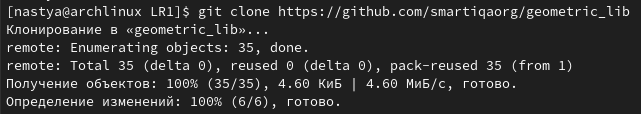 [nastya@archlinux LR1]$ git clone https://github.com/smartiqaorg/geometric_lib
Клонирование в «geometric_lib»...
remote: Enumerating objects: 35, done.
remote: Total 35 (delta 0), reused 0 (delta 0), pack-reused 35 (from 1)
Получение объектов: 100% (35/35), 4.60 КиБ | 4.60 МиБ/с, готово.
Определение изменений: 100% (6/6), готово.